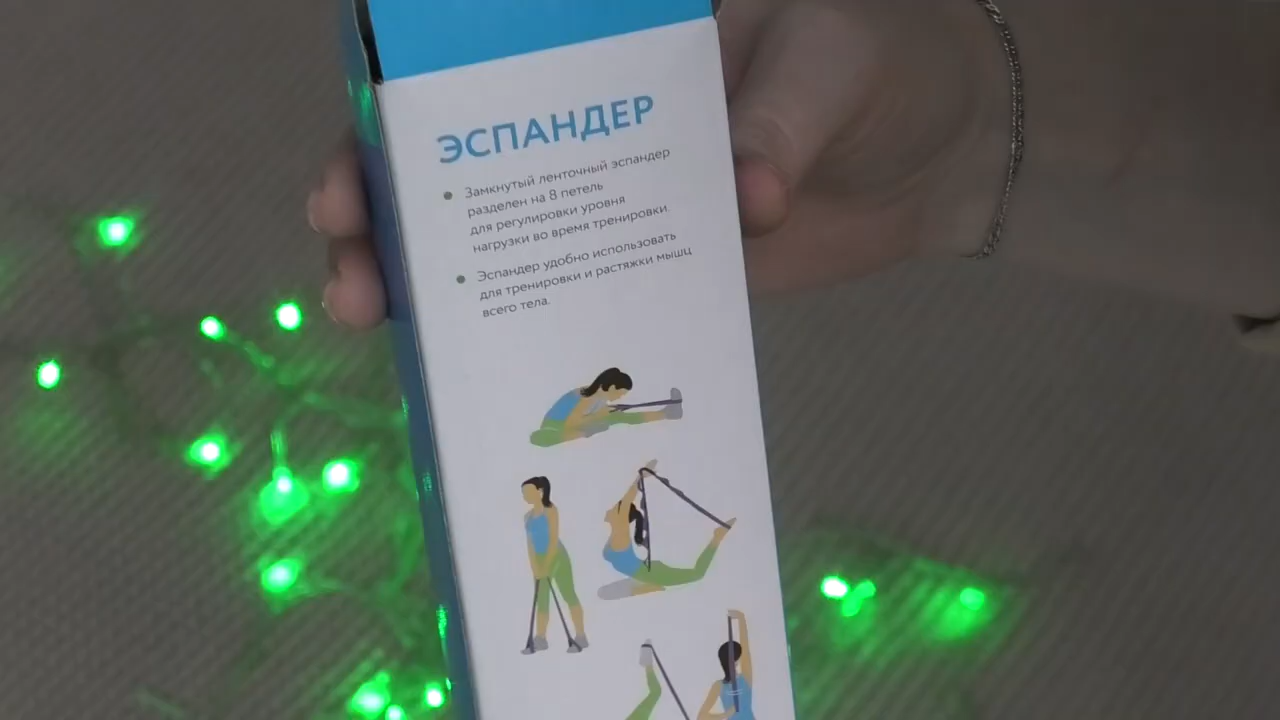 ЭСПАНДЕР
Замкнутый ленточный эспандер
разделен на 8 петель
для регулировки уровня
нагрузки во время тренировки.
Эспандер удобно использовать
для тренировки и растяжки мышц
всего тела.